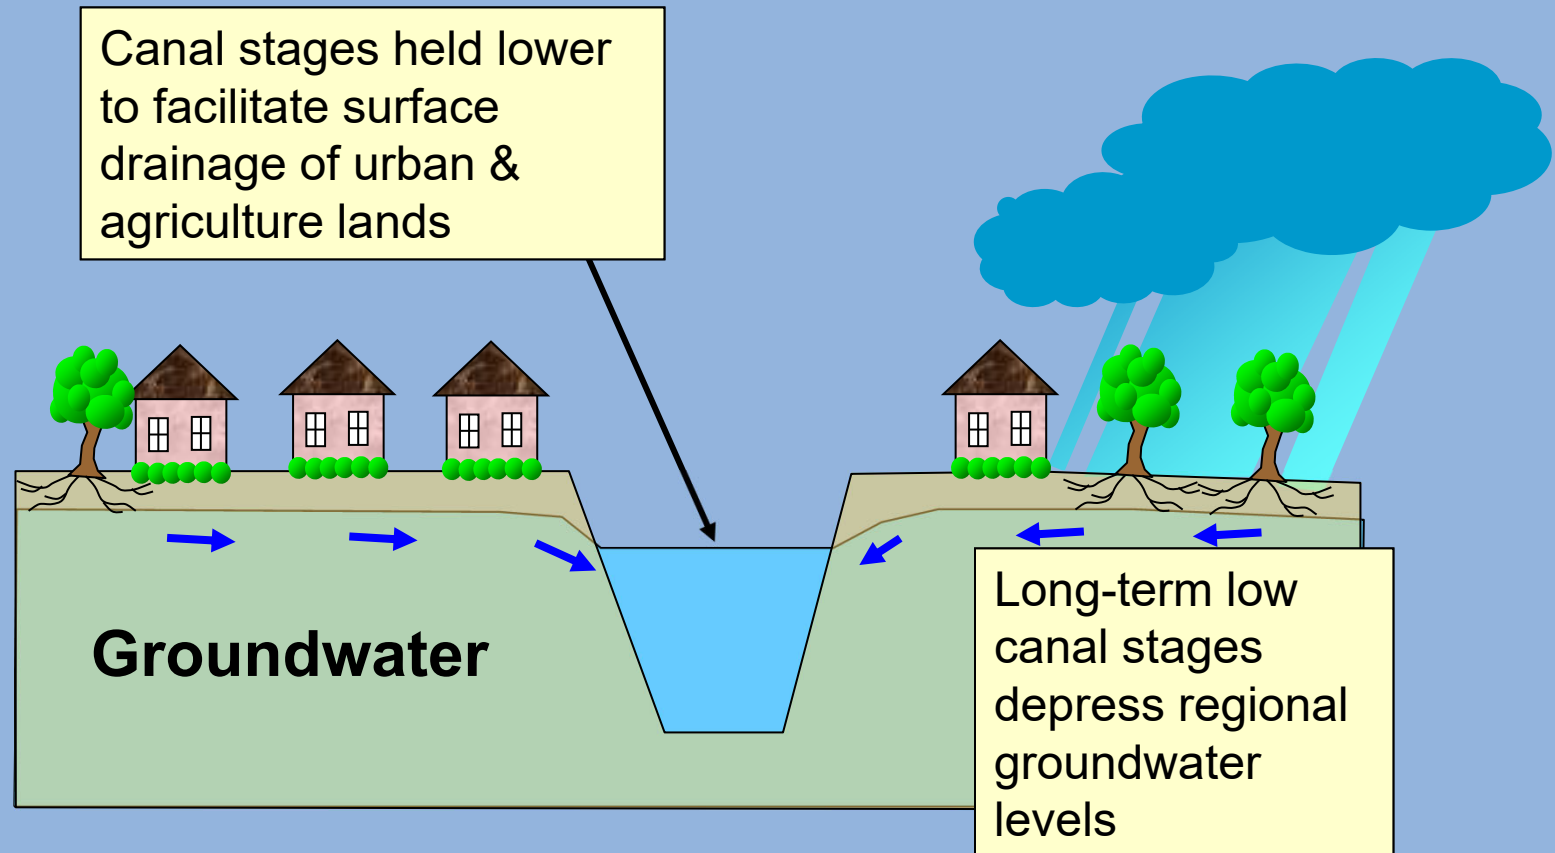 Canal stages held lower
to facilitate surface
drainage of urban &
agriculture lands
Groundwater
Long-term low
canal stages
depress regional
groundwater
levels